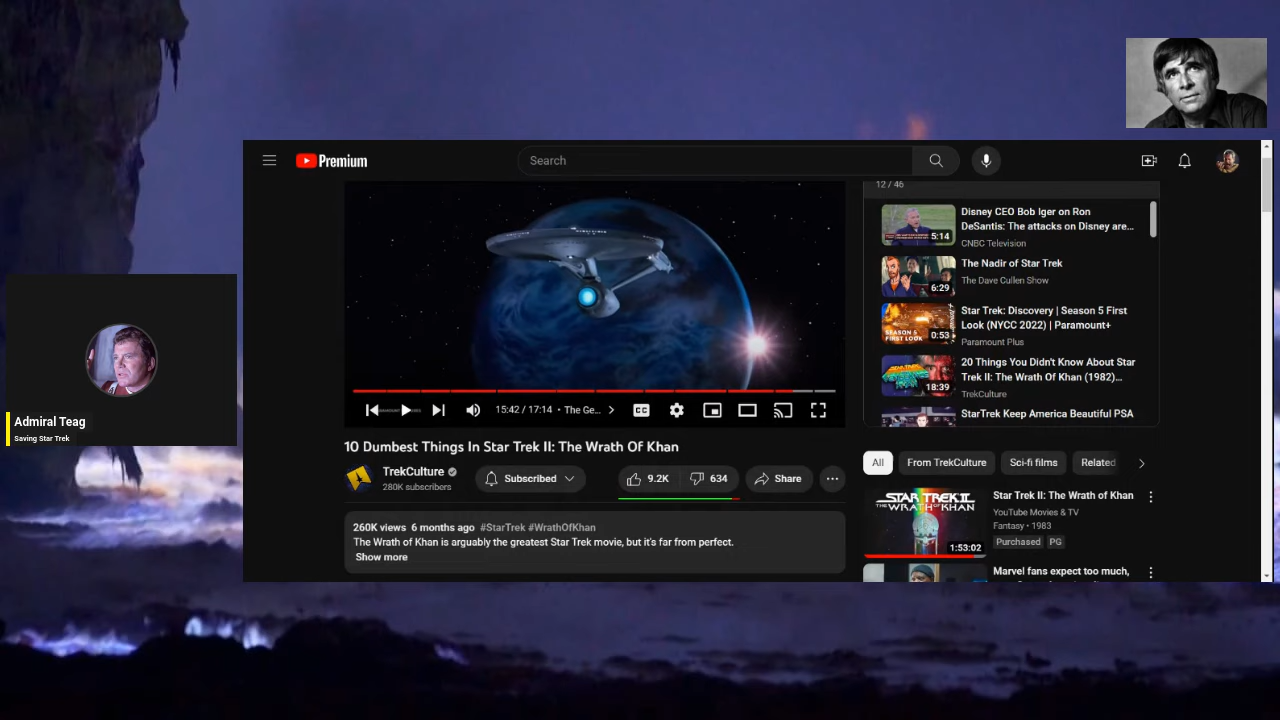 Premium
Search
12 / 46
Disney CEO Bob Iger on Ron
DeSantis: The attacks on Disney are...
CNBC Television
5:14
The Nadir of Star Trek
The Dave Cullen Show
6:29
Star Trek: Discovery | Season 5 First
Look (NYCC 2022) | Paramount+
Paramount Plus
SEASON 5
FIRST LOOK
0:53
20 Things You Didn't Know About Star
Trek II: The Wrath Of Khan (1982)...
TrekCulture
18:39
StarTrek Keep America Beautiful PSA
15:42 / 17:14 • The Ge...
CC
Admiral Teag
Saving Star Trek
10 Dumbest Things In Star Trek II: The Wrath Of Khan
TrekCulture
280K subscribers
Subscribed
9.2K
634
Share
260K views 6 months ago #StarTrek #WrathOfKhan
The Wrath of Khan is arguably the greatest Star Trek movie, but it's far from perfect.
Show more
All
From TrekCulture
Sci-fi films
Related
STAR TREK II
THE WRATH OF KHAN
1:53:02
Star Trek II: The Wrath of Khan
YouTube Movies & TV
Fantasy • 1983
Purchased
PG
Marvel fans expect too much,